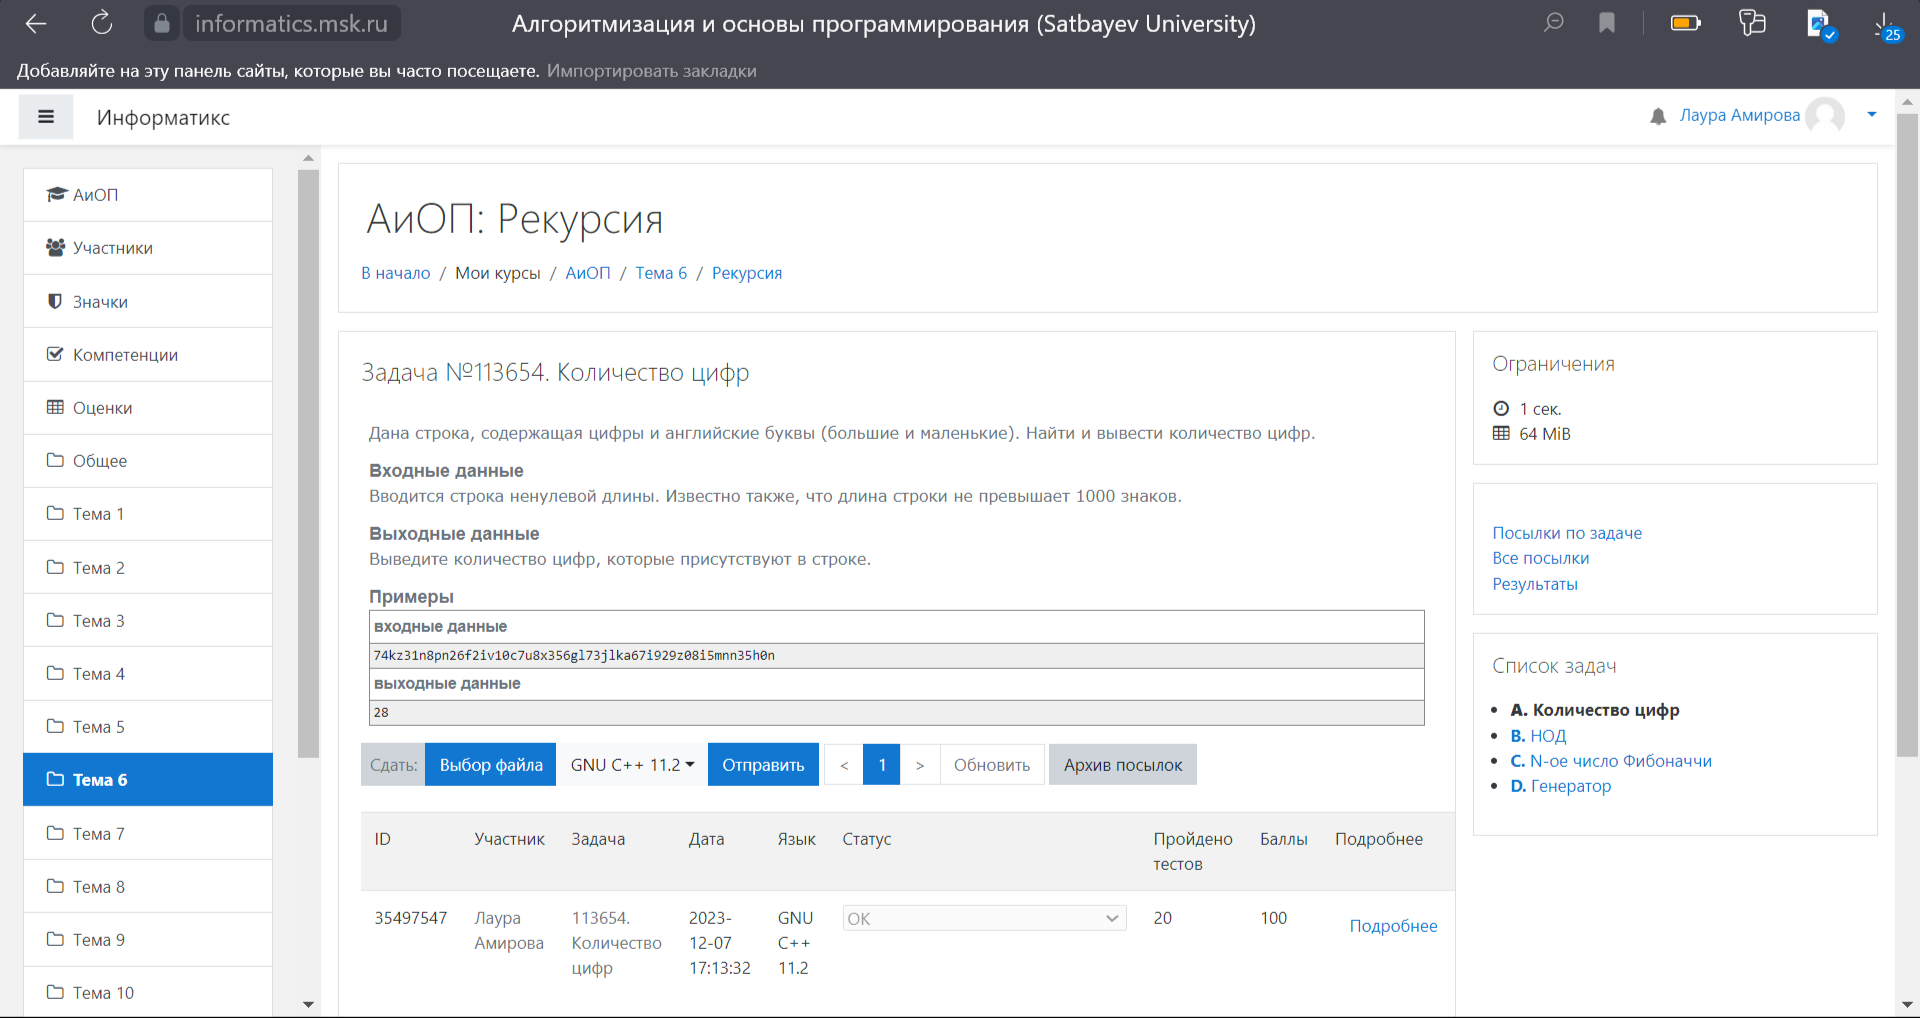 informatics.msk.ru
Алгоритмизация и основы программирования (Satbayev University)
25
Добавляйте на эту панель сайты, которые вы часто посещаете. Импортировать закладки
Информатикс
Лаура Амирова
АиОП
Участники
Значки
Компетенции
Оценки
Общее
Тема 1
Тема 2
Тема 3
Тема 4
Тема 5
Тема 6
Тема 7
Тема 8
Тема 9
Тема 10
АиОП: Рекурсия
В начало / Мои курсы / АиОП / Тема 6 / Рекурсия
Задача №113654. Количество цифр
Дана строка, содержащая цифры и английские буквы (большие и маленькие). Найти и вывести количество цифр.
Входные данные
Вводится строка ненулевой длины. Известно также, что длина строки не превышает 1000 знаков.
Выходные данные
Выведите количество цифр, которые присутствуют в строке.
Примеры
входные данные
74kz31n8pn26f2iv10c7u8x356gl73jlka67i929z08i5mnn35h0n
выходные данные
28
Сдать: Выбор файла GNU C++ 11.2 Отправить < 1 > Обновить Архив посылок
ID Участник Задача Дата Язык Статус Пройдено тестов Баллы Подробнее
35497547 Лаура Амирова 113654. Количество цифр 2023-12-07 17:13:32 GNU C++ 11.2 OK 20 100 Подробнее
Ограничения
1 сек.
64 MiB
Посылки по задаче
Все посылки
Результаты
Список задач
A. Количество цифр
B. НОД
C. N-ое число Фибоначчи
D. Генератор